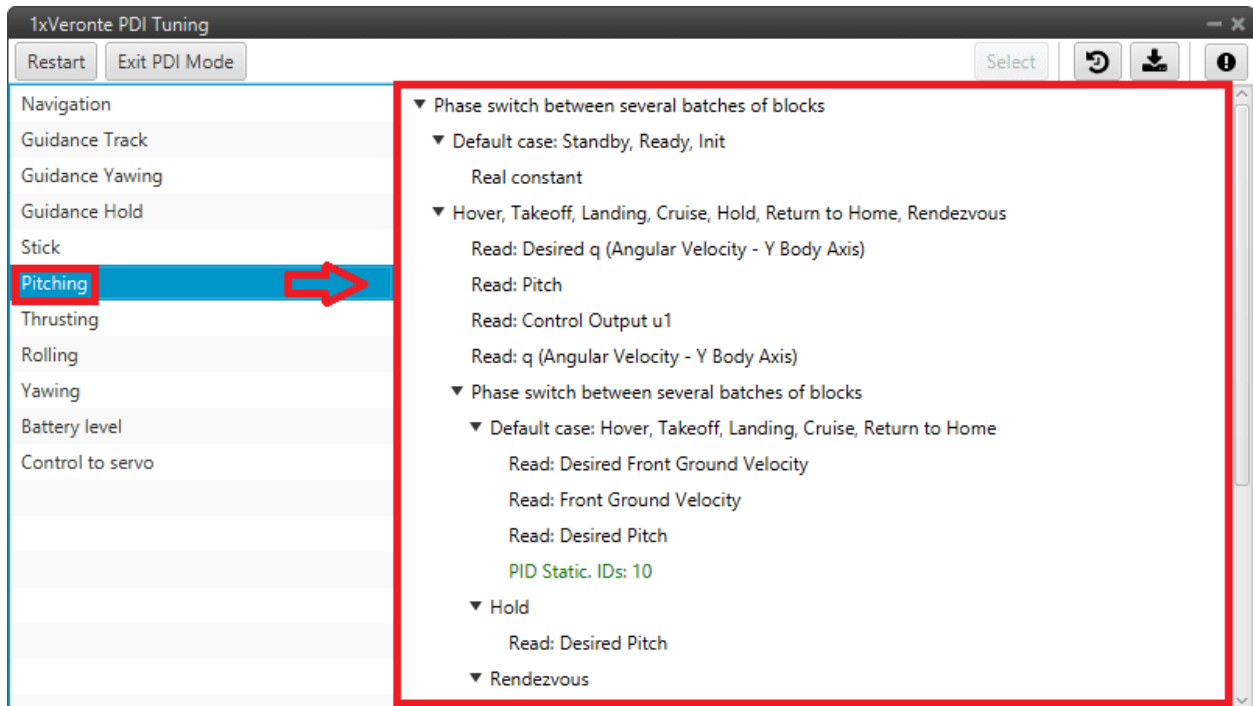 1xVeronte PDI Tuning
Restart Exit PDI Mode Select
Navigation
Guidance Track
Guidance Yawing
Guidance Hold
Stick
Pitching
Thrusting
Rolling
Yawing
Battery level
Control to servo
Phase switch between several batches of blocks
Default case: Standby, Ready, Init
Real constant
Hover, Takeoff, Landing, Cruise, Hold, Return to Home, Rendezvous
Read: Desired q (Angular Velocity - Y Body Axis)
Read: Pitch
Read: Control Output u1
Read: q (Angular Velocity - Y Body Axis)
Phase switch between several batches of blocks
Default case: Hover, Takeoff, Landing, Cruise, Return to Home
Read: Desired Front Ground Velocity
Read: Front Ground Velocity
Read: Desired Pitch
PID Static. IDs: 10
Hold
Read: Desired Pitch
Rendezvous